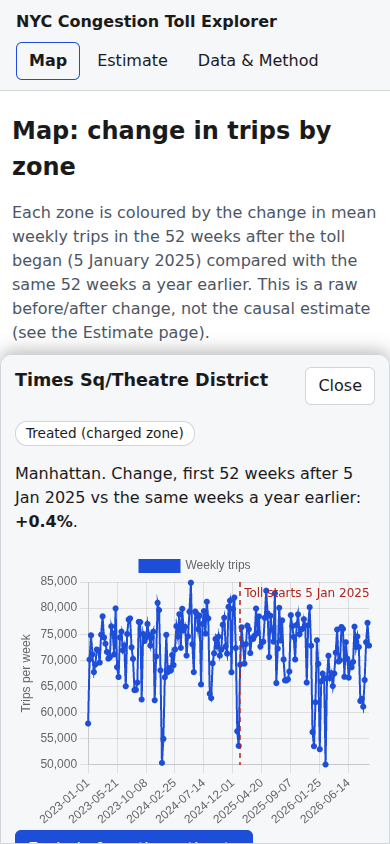 NYC Congestion Toll Explorer
Map Estimate Data & Method
Map: change in trips by
zone
Each zone is coloured by the change in mean
weekly trips in the 52 weeks after the toll
began (5 January 2025) compared with the
same 52 weeks a year earlier. This is a raw
before/after change, not the causal estimate
(see the Estimate page).
Times Sq/Theatre District
Close
Treated (charged zone)
Manhattan. Change, first 52 weeks after 5
Jan 2025 vs the same weeks a year earlier:
+0.4%.
Weekly trips
Toll starts 5 Jan 2025
Trips per week
85,000
80,000
75,000
70,000
65,000
60,000
55,000
50,000
2023-01-01
2023-05-21
2023-10-08
2024-02-25
2024-07-14
2024-12-01
2025-04-20
2025-09-07
2026-01-25
2026-06-14